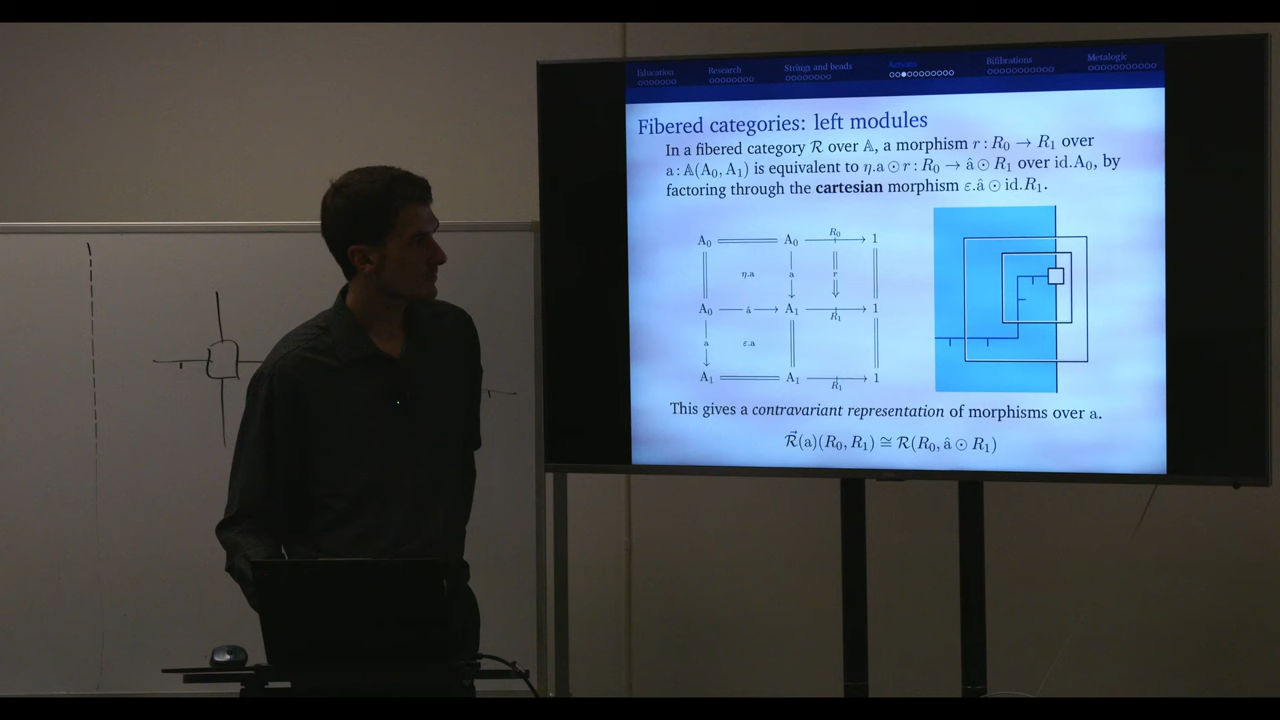 Education Research Strings and beads Arrows Bifibrations Metalogic
Fibered categories: left modules
In a fibered category ℛ over 𝔸, a morphism r : R₀ → R₁ over
a : 𝔸(A₀, A₁) is equivalent to η.a ⊙ r : R₀ → â ⊙ R₁ over id.A₀, by
factoring through the cartesian morphism ε.â ⊙ id.R₁.
A₀ A₀ R₀ 1
η.a a r
A₀ â A₁ R₁ 1
a ε.a
A₁ A₁ R₁ 1
This gives a contravariant representation of morphisms over a.
ℛ⃗(a)(R₀, R₁) ≅ ℛ(R₀, â ⊙ R₁)